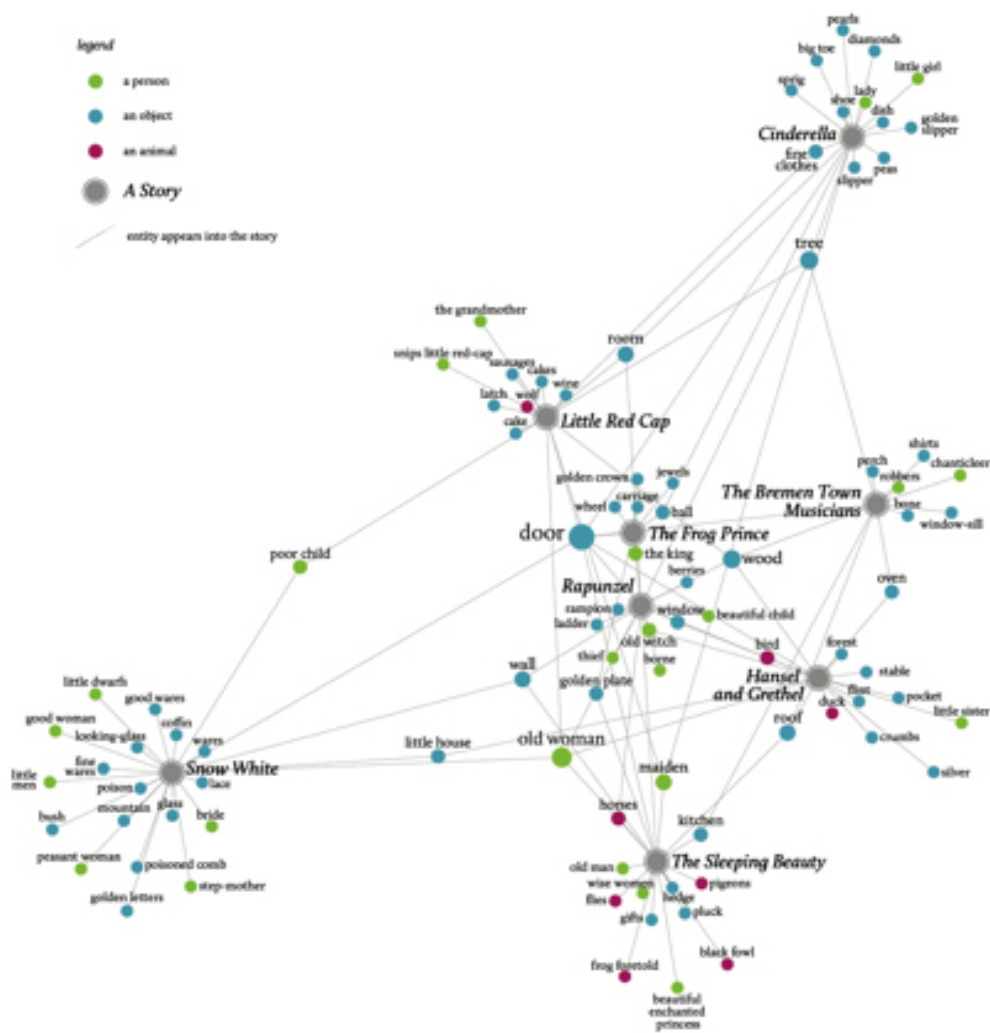 legend
a person
an object
an animal
A Story
entity appears into the story
pearls
diamonds
big toe
little girl
sprig
lady
shoe
dish
golden
slipper
Cinderella
fine
clothes
peas
slipper
tree
the grandmother
room
snips little red-cap
sausages
cakes
wine
latch
wolf
cake
Little Red Cap
shirts
perch
chanticleer
robbers
golden crown
jewels
The Bremen Town
Musicians
bone
window-sill
wheel
carriage
ball
door
The Frog Prince
the king
wood
poor child
berries
oven
Rapunzel
rampion
window
beautiful child
ladder
old witch
thief
borne
bird
forest
wall
golden plate
Hansel
and Grethel
stable
flint
pocket
duck
little sister
roof
crumbs
silver
little dwarfs
good wares
good woman
coffin
looking-glass
wares
little house
old woman
fine
wares
Snow White
little
men
poison
lace
maiden
mountain
glass
bride
bush
horses
kitchen
peasant woman
poisoned comb
step-mother
golden letters
old man
The Sleeping Beauty
wise women
pigeons
flies
hedge
gifts
pluck
black fowl
frog foretold
beautiful
enchanted
princess